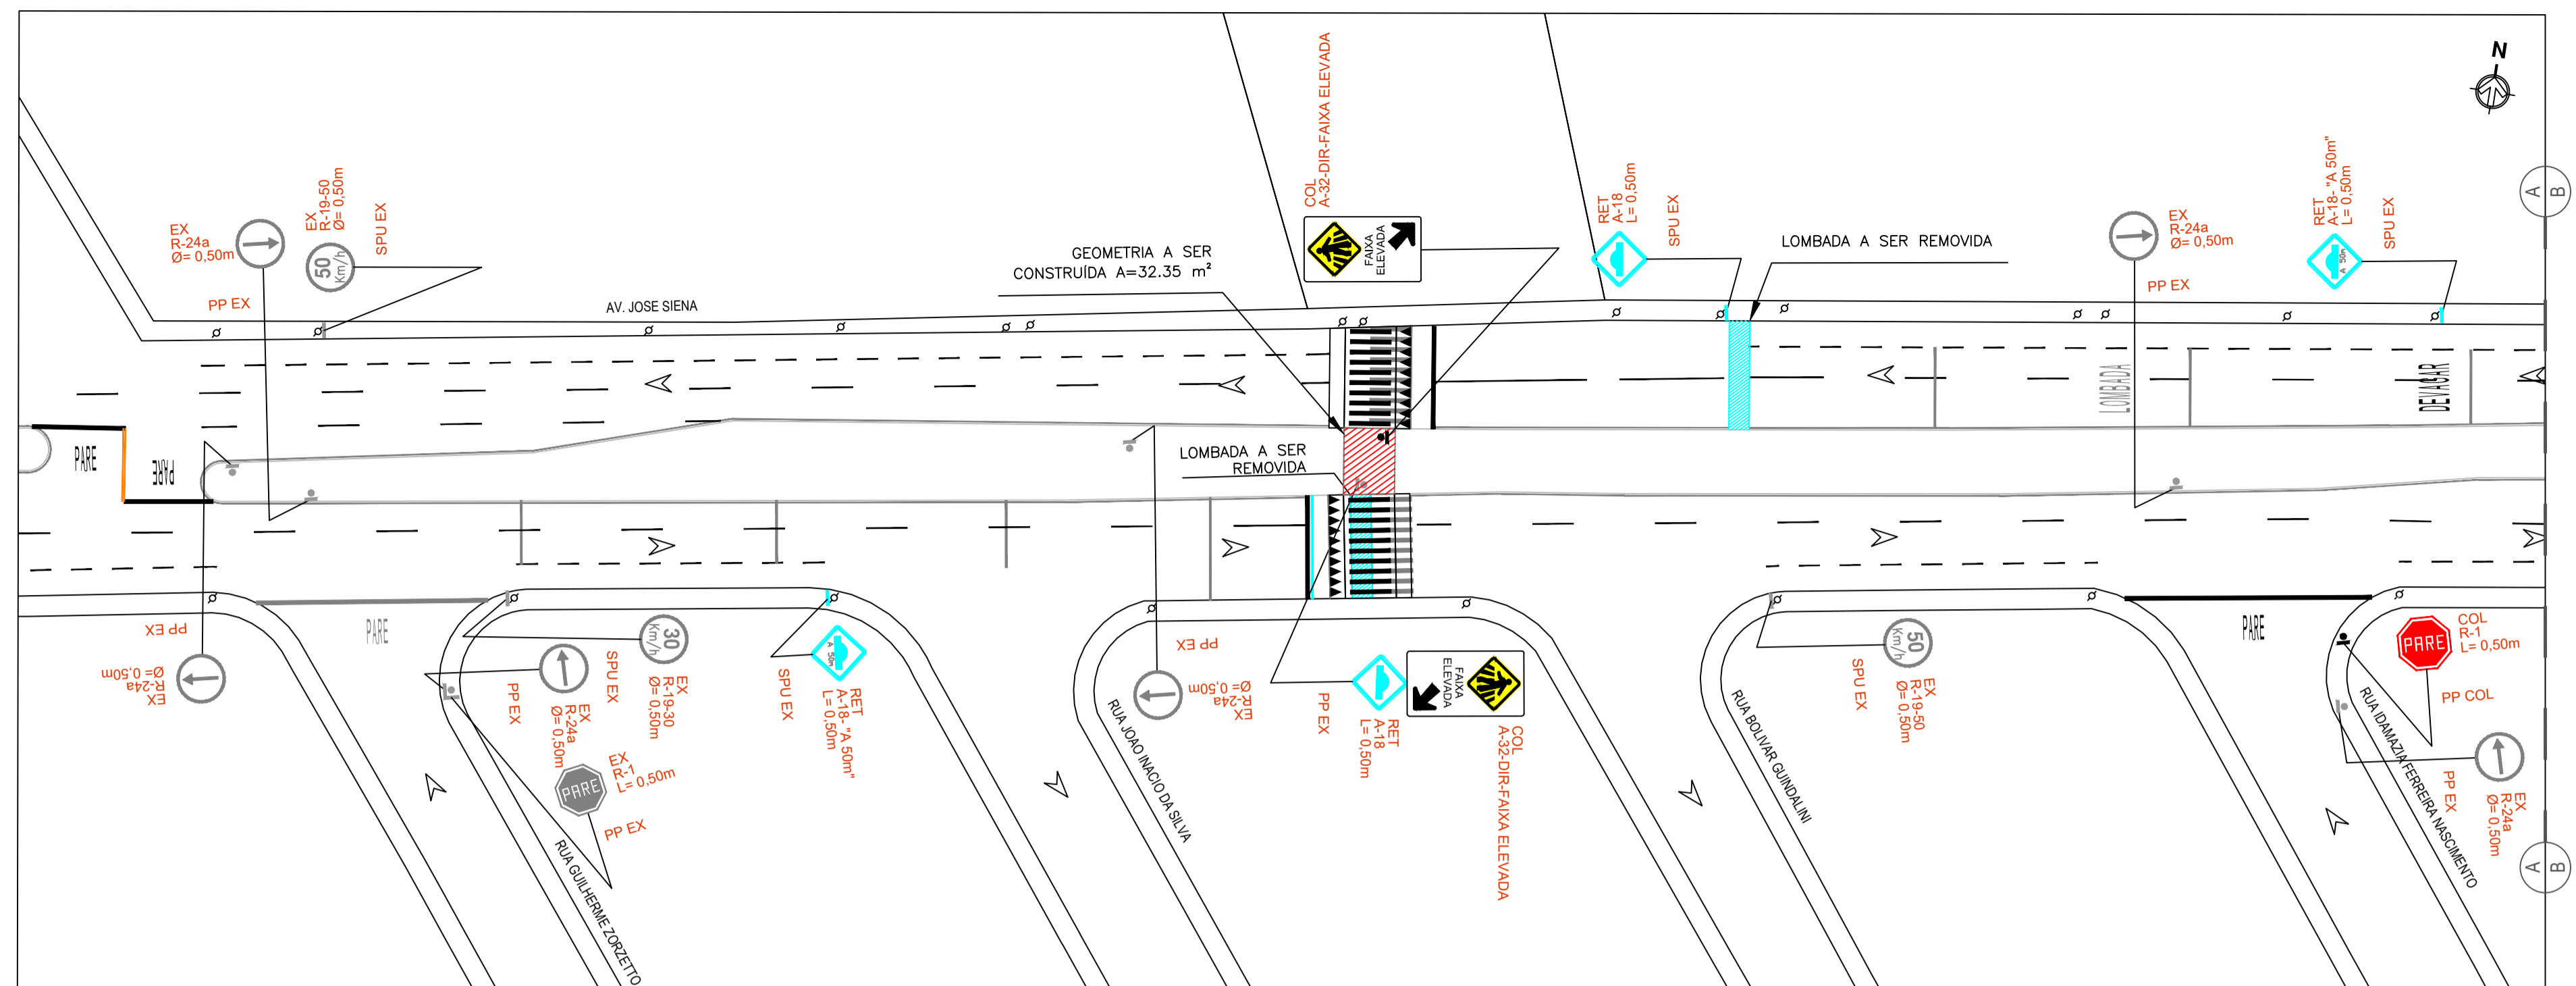 N
COL
A-32-DIR-FAIXA ELEVADA
FAIXA
ELEVADA
GEOMETRIA A SER
CONSTRUÍDA A=32.35 m²
EX
R-24a
Ø= 0,50m
PP EX
EX
R-19-50
Ø= 0,50m
SPU EX
50
Km/h
AV. JOSE SIENA
RET
A-18
L= 0,50m
SPU EX
LOMBADA A SER REMOVIDA
EX
R-24a
Ø= 0,50m
PP EX
RET
A-18- "A 50m"
L= 0,50m
SPU EX
A 50m
A
B
LOMBADA
DEVAGAR
PARE
PARE
LOMBADA A SER
REMOVIDA
PP EX
EX
R-24a
Ø= 0,50m
PARE
30
Km/h
EX
R-19-30
Ø= 0,50m
SPU EX
EX
R-24a
Ø= 0,50m
PP EX
PARE
EX
R-1
L= 0,50m
PP EX
RUA GUILHERME ZORZETTO
A 50m
RET
A-18- "A 50m"
L= 0,50m
SPU EX
PP EX
EX
R-24a
Ø= 0,50m
RUA JOAO INACIO DA SILVA
RET
A-18
L= 0,50m
PP EX
FAIXA
ELEVADA
COL
A-32-DIR-FAIXA ELEVADA
RUA BOLIVAR GUINDALINI
50
Km/h
EX
R-19-50
Ø= 0,50m
SPU EX
PARE
PARE
COL
R-1
L= 0,50m
PP COL
RUA IDAMAZIA FERREIRA NASCIMENTO
EX
R-24a
Ø= 0,50m
PP EX
A
B